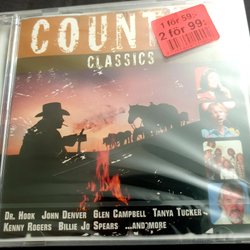 COUNT
CLASSICS
1 för 59:-
2 för 99:-
DR. HOOK JOHN DENVER GLEN CAMPBELL TANYA TUCKER
KENNY ROGERS BILLIE JO SPEARS ...AND MORE